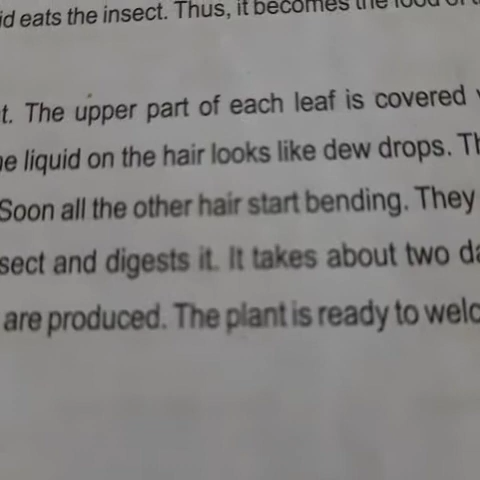 id eats the insect. Thus, it becomes the food of
t. The upper part of each leaf is covered
e liquid on the hair looks like dew drops. Th
Soon all the other hair start bending. They
sect and digests it. It takes about two da
are produced. The plant is ready to welc